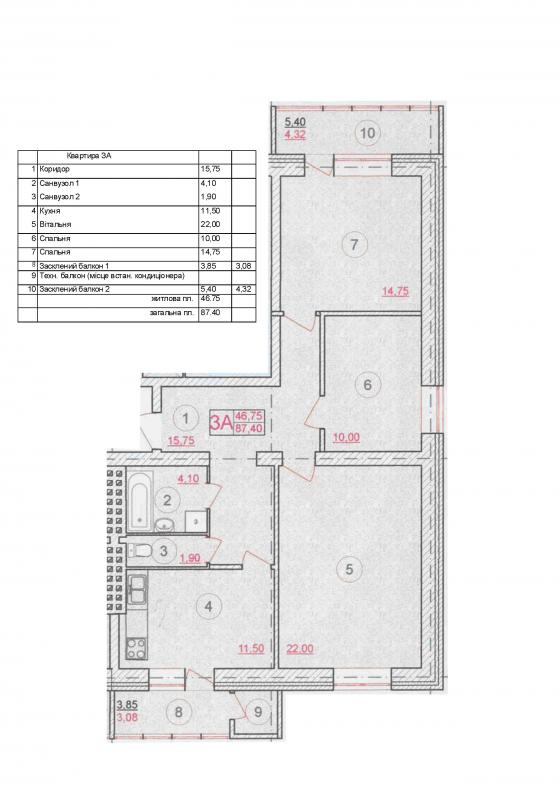 5,40
4,32
10
Квартира 3А
1 Коридор 15,75
2 Санвузол 1 4,10
3 Санвузол 2 1,90
4 Кухня 11,50
5 Вітальня 22,00
6 Спальня 10,00
7 Спальня 14,75
8 Засклений балкон 1 3,85 3,08
9 Техн. балкон (місце встан. кондиціонера)
10 Засклений балкон 2 5,40 4,32
житлова пл. 46.75
загальна пл. 87.40
7
14.75
6
10.00
1
15.75
3А 46,75
87,40
4.10
2
3
1.90
5
4
11.50
22.00
3,85
3,08
8
9